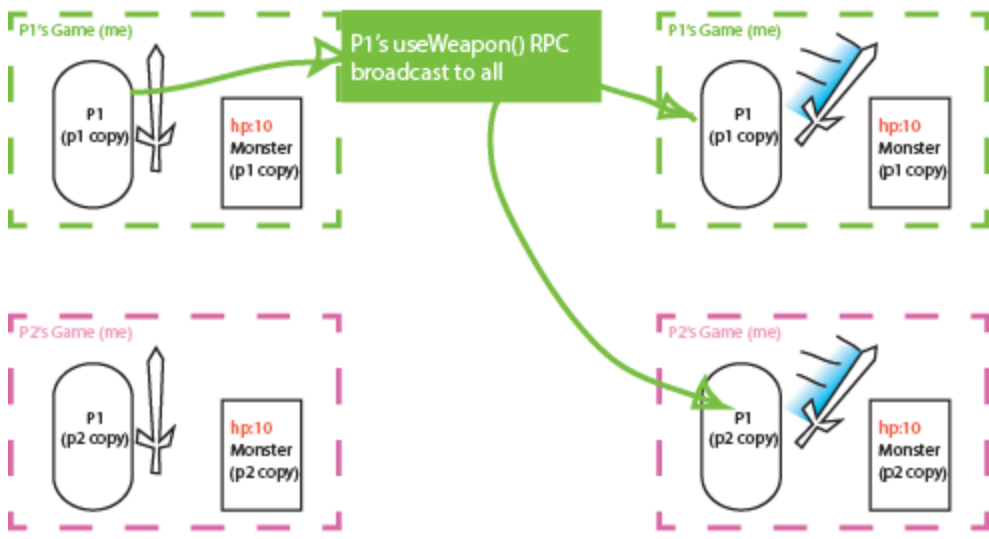 P1's Game (me)
P1
(p1 copy)
hp:10
Monster
(p1 copy)
P1's useWeapon() RPC
broadcast to all
P1's Game (me)
P1
(p1 copy)
hp:10
Monster
(p1 copy)
P2's Game (me)
P1
(p2 copy)
hp:10
Monster
(p2 copy)
P2's Game (me)
P1
(p2 copy)
hp:10
Monster
(p2 copy)